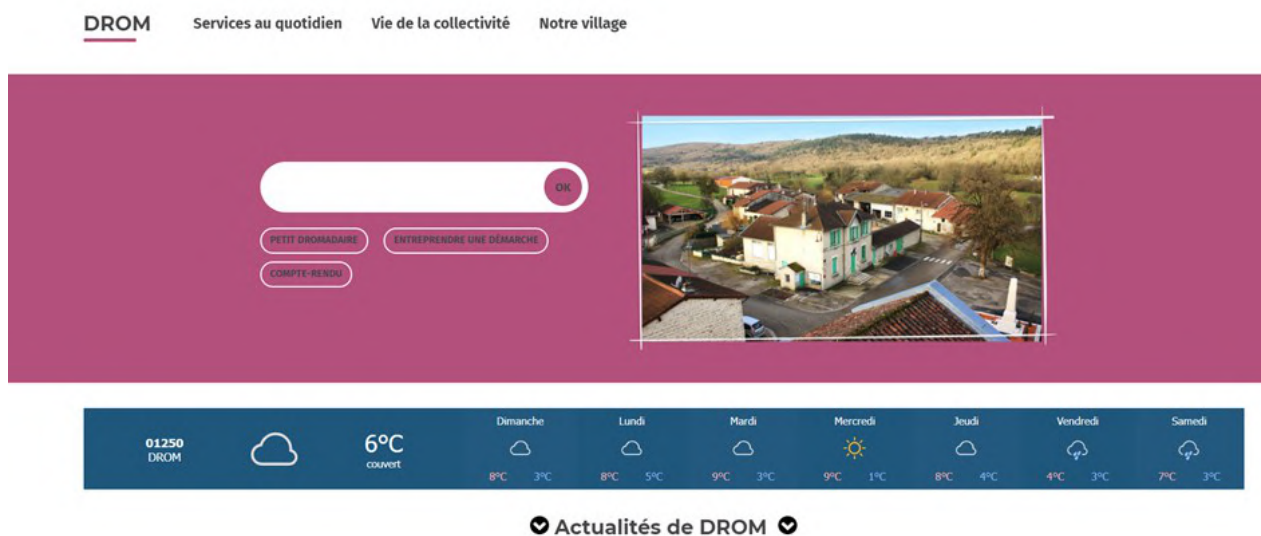 DROM Services au quotidien Vie de la collectivité Notre village
OK
PETIT DROMADAIRE ENTREPRENDRE UNE DÉMARCHE
COMPTE-RENDU
Dimanche Lundi Mardi Mercredi Jeudi Vendredi Samedi
01250
DROM
6°C
couvert
8°C 3°C 8°C 5°C 9°C 3°C 9°C 1°C 8°C 4°C 4°C 3°C 7°C 3°C
Actualités de DROM